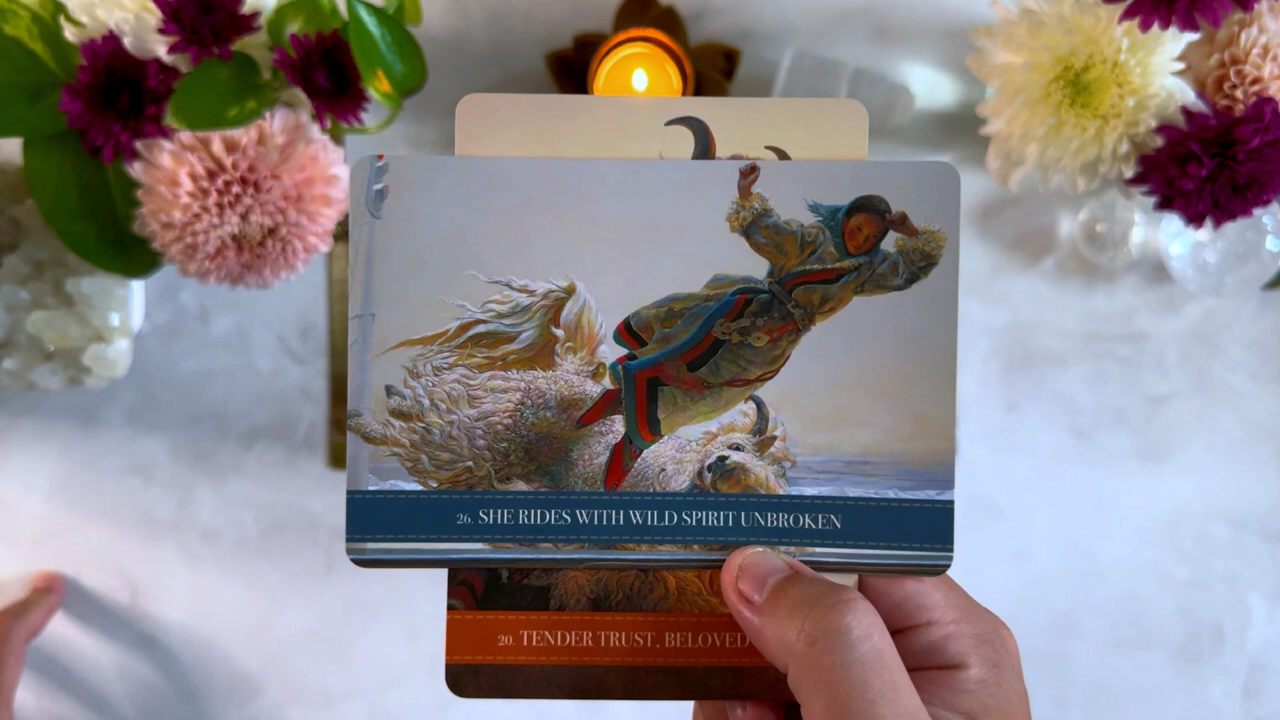 26. SHE RIDES WITH WILD SPIRIT UNBROKEN
20. TENDER TRUST, BELOVED